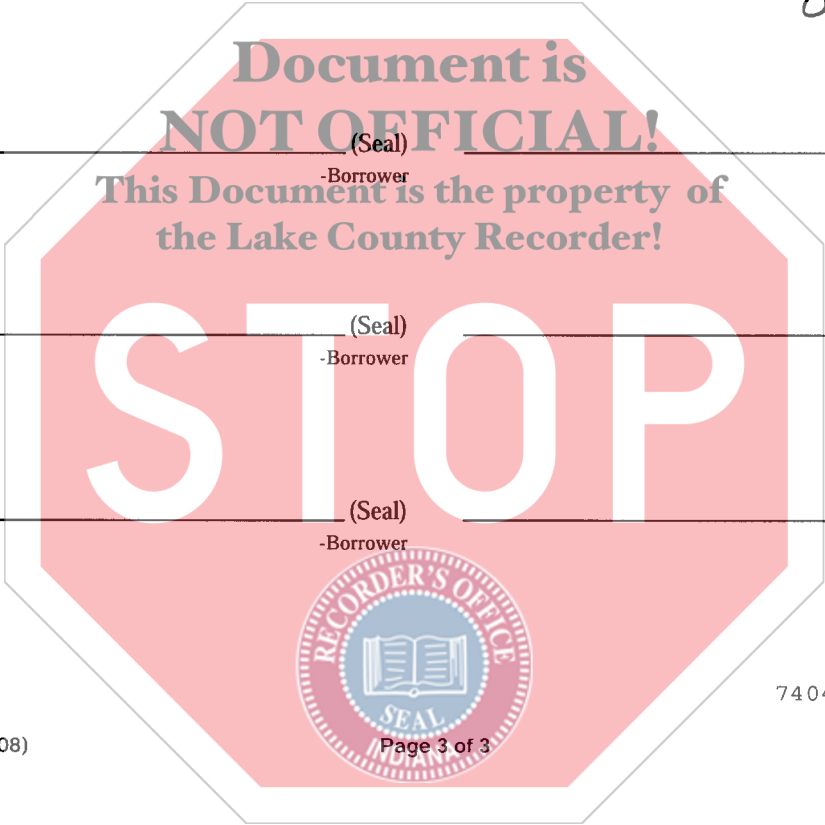 Document is
NOT OFFICIAL!
(Seal)
-Borrower
This Document is the property of
the Lake County Recorder!
STOP
(Seal)
-Borrower
(Seal)
-Borrower
RECORDER'S OFFICE
SEAL
INDIANA
7404
08)
Page 3 of 3